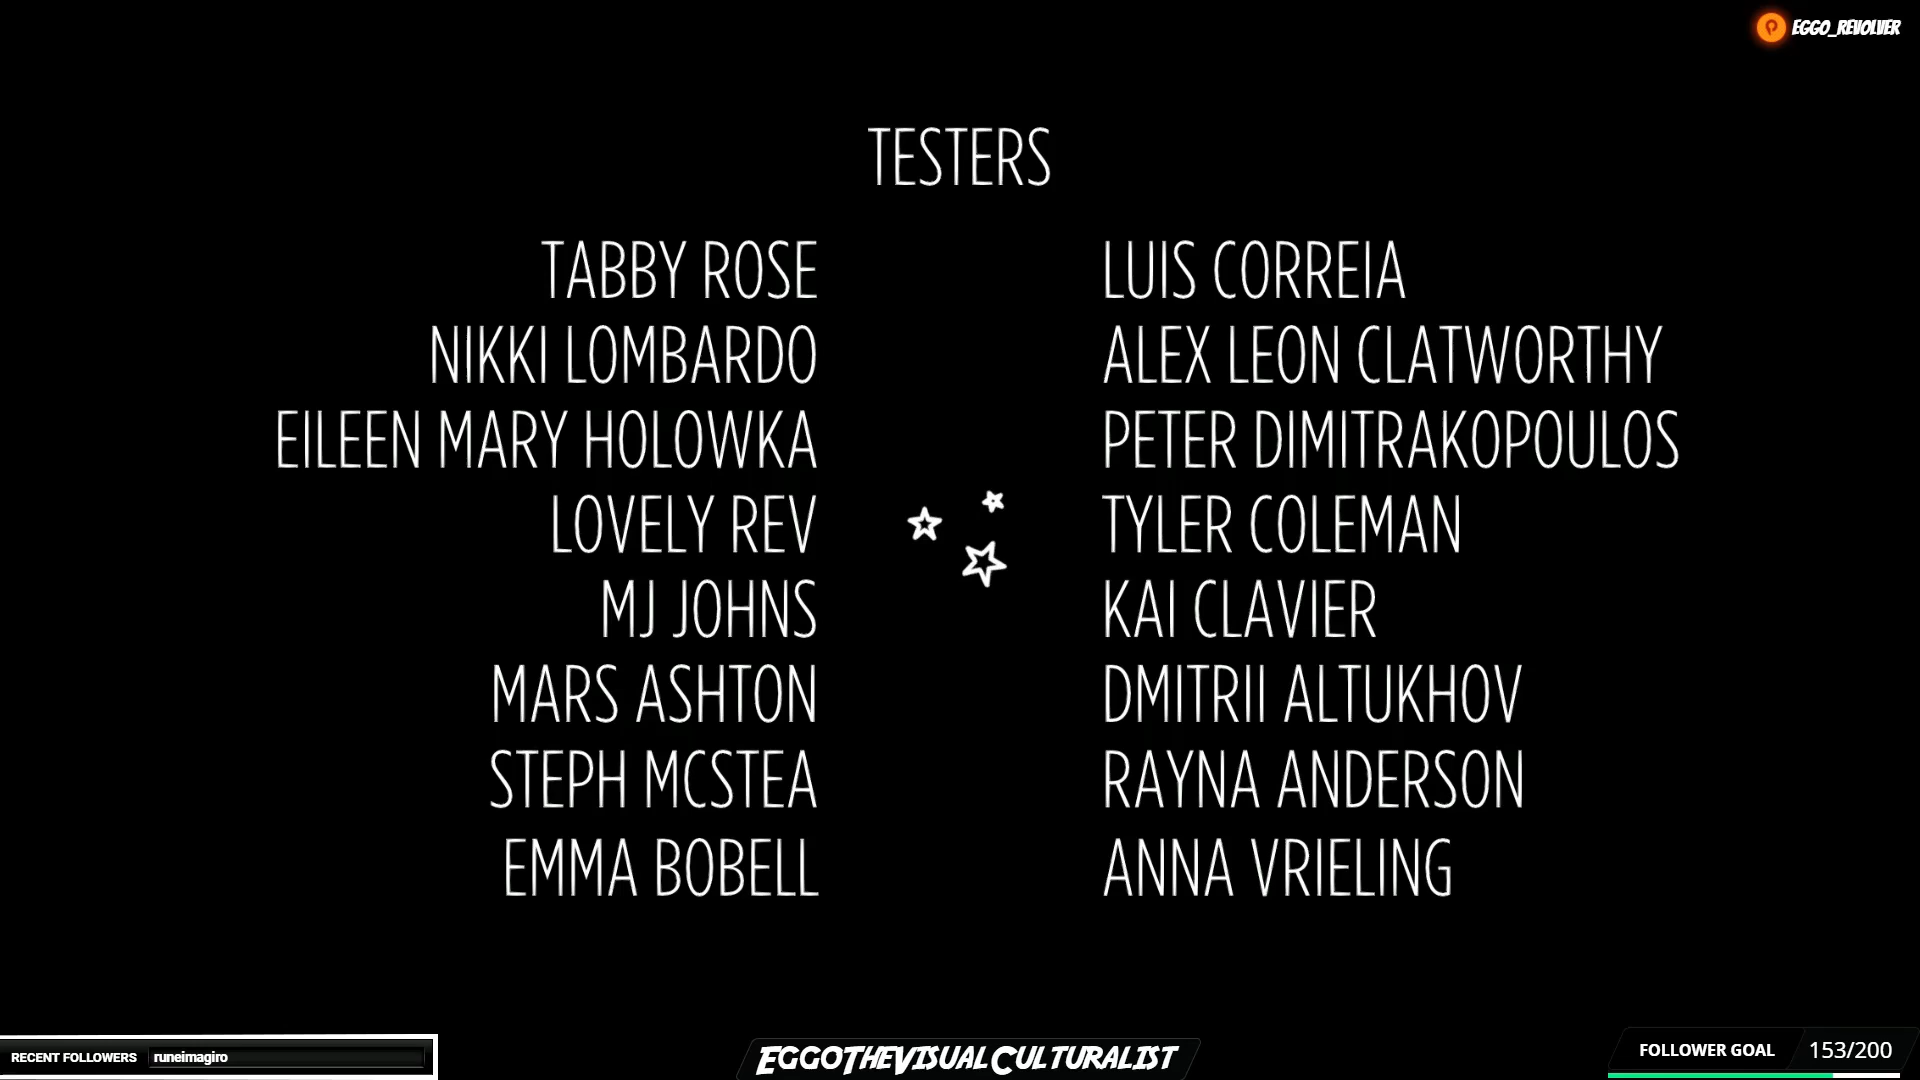 EGGO_REVOLVER
TESTERS
TABBY ROSE
NIKKI LOMBARDO
EILEEN MARY HOLOWKA
LOVELY REV
MJ JOHNS
MARS ASHTON
STEPH MCSTEA
EMMA BOBELL
LUIS CORREIA
ALEX LEON CLATWORTHY
PETER DIMITRAKOPOULOS
TYLER COLEMAN
KAI CLAVIER
DMITRII ALTUKHOV
RAYNA ANDERSON
ANNA VRIELING
RECENT FOLLOWERS runeimagiro
EGGOTHEVISUALCULTURALIST
FOLLOWER GOAL 153/200